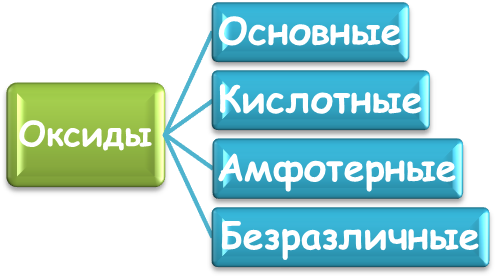 Оксиды
Основные
Кислотные
Амфотерные
Безразличные